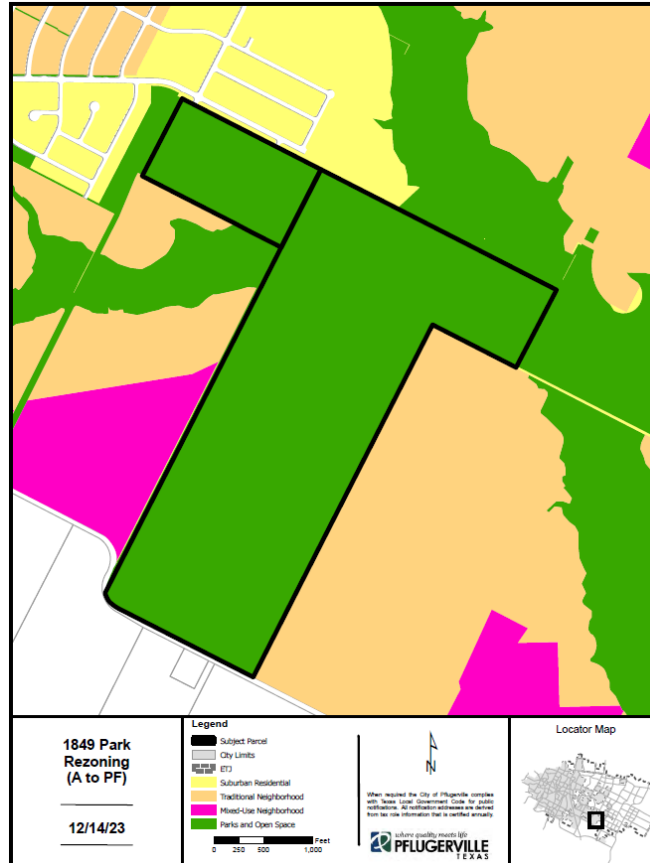 1849 Park
Rezoning
(A to PF)
12/14/23
Legend
Subject Parcel
City Limits
ETJ
Suburban Residential
Traditional Neighborhood
Mixed-Use Neighborhood
Parks and Open Space
Feet
0 250 500 1,000
N
When required the City of Pflugerville complies
with Texas Local Government Code for public
notifications. All notification addresses are derived
from tax role information that is certified annually.
where quality meets life
PFLUGERVILLE
TEXAS
Locator Map